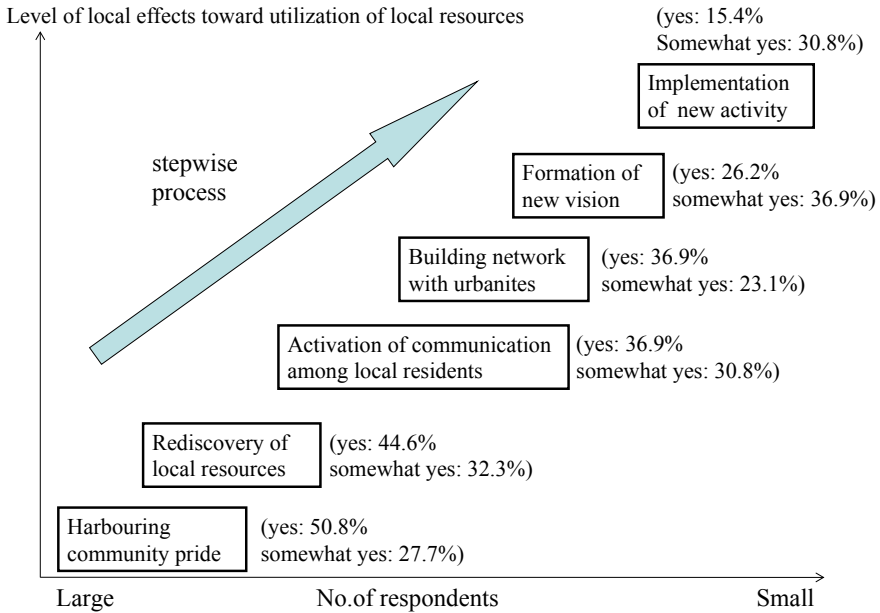 Level of local effects toward utilization of local resources
(yes: 15.4%
Somewhat yes: 30.8%)
Implementation
of new activity
stepwise
process
Formation of
new vision
(yes: 26.2%
somewhat yes: 36.9%)
Building network
with urbanites
(yes: 36.9%
somewhat yes: 23.1%)
Activation of communication
among local residents
(yes: 36.9%
somewhat yes: 30.8%)
Rediscovery of
local resources
(yes: 44.6%
somewhat yes: 32.3%)
Harbouring
community pride
(yes: 50.8%
somewhat yes: 27.7%)
Large No.of respondents Small